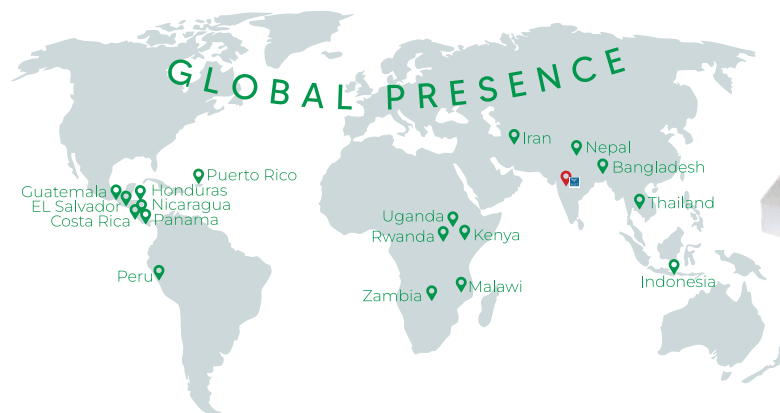 GLOBAL PRESENCE
Iran
Nepal
Bangladesh
Puerto Rico
Guatemala
Honduras
El Salvador
Nicaragua
Costa Rica
Panama
Thailand
Uganda
Rwanda
Kenya
Peru
Zambia
Malawi
Indonesia